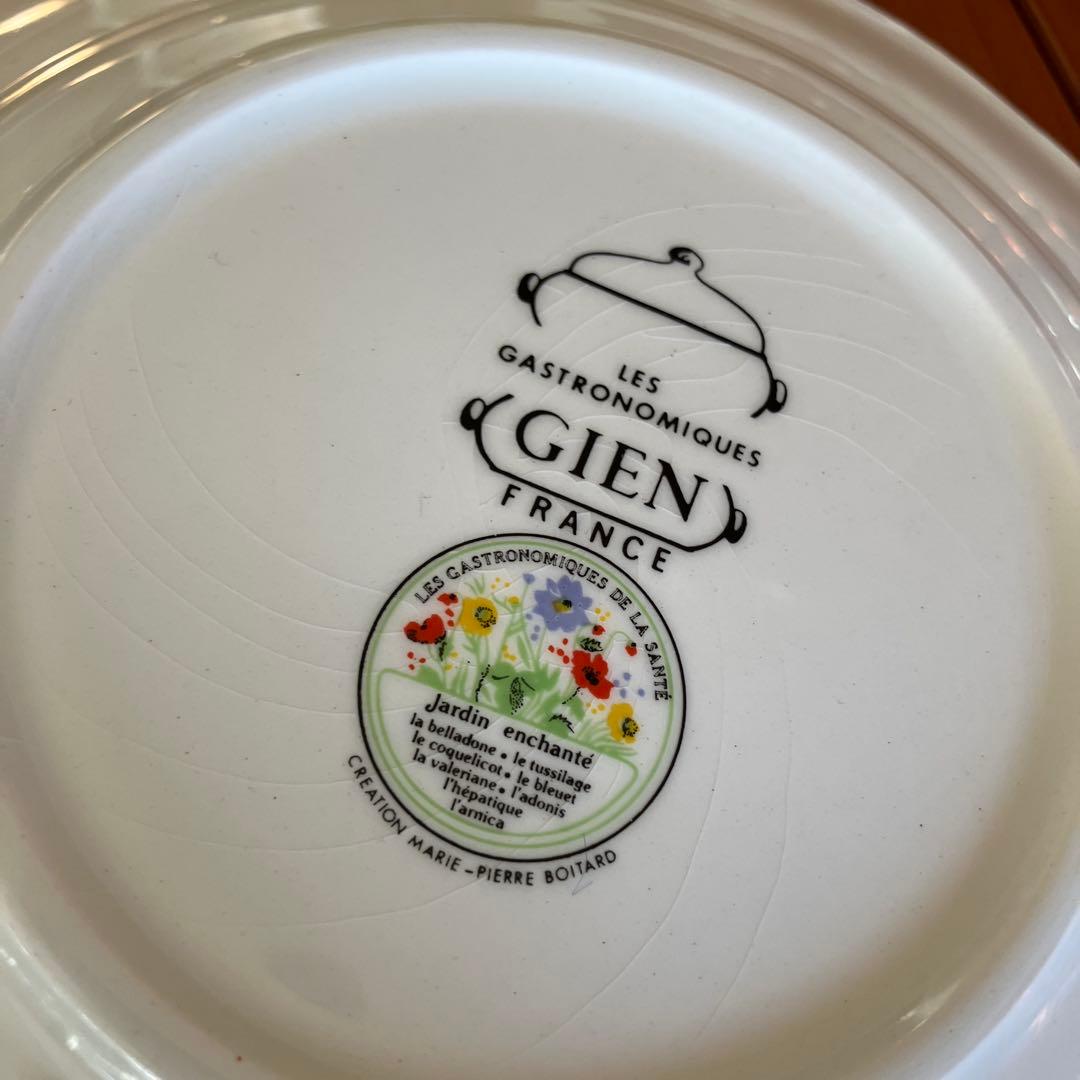 LES
GASTRONOMIQUES
GIEN
FRANCE
LES GASTRONOMIQUES DE LA SANTÉ
Jardin enchanté
la belladone • le tussilage
le coquelicot • le bleuet
la valeriane • l'adonis
l'hépatique
l'arnica
CREATION MARIE-PIERRE BOITARD